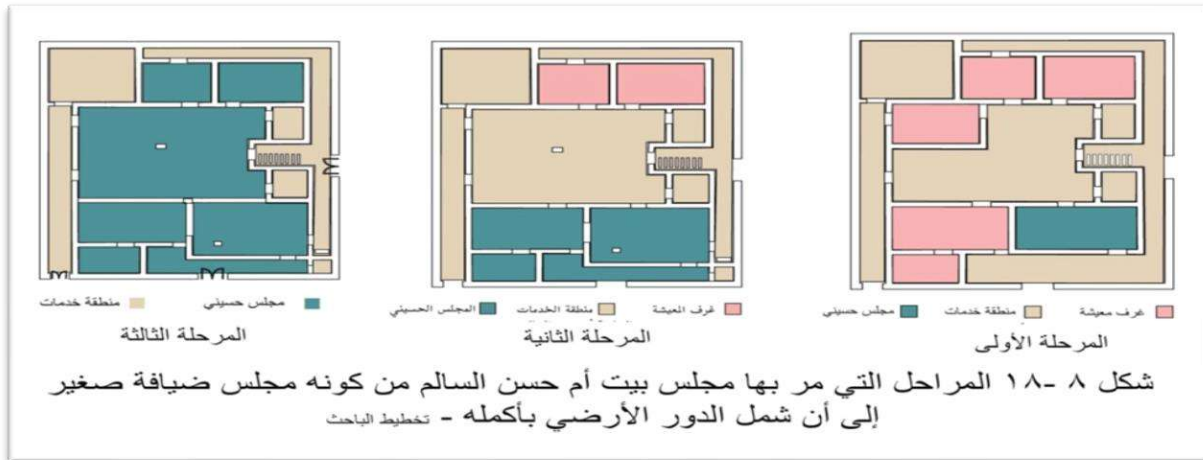 غرف معيشة منطقة خدمات مجلس حسيني
المرحلة الأولى
غرف المعيشة منطقة الخدمات المجلس الحسيني
المرحلة الثانية
مجلس حسيني منطقة خدمات
المرحلة الثالثة
شكل ٨ -١٨ المراحل التي مر بها مجلس بيت أم حسن السالم من كونه مجلس ضيافة صغير
إلى أن شمل الدور الأرضي بأكمله - تخطيط الباحث